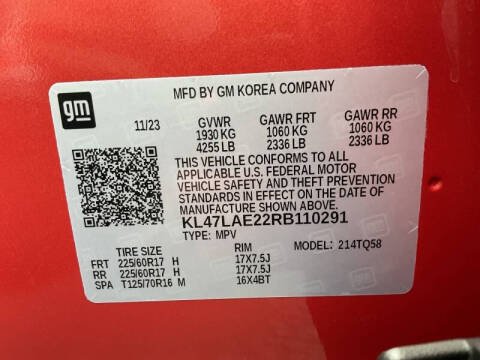 gm
MFD BY GM KOREA COMPANY
11/23 GVWR GAWR FRT GAWR RR
1930 KG 1060 KG 1060 KG
4255 LB 2336 LB 2336 LB
THIS VEHICLE CONFORMS TO ALL
APPLICABLE U.S. FEDERAL MOTOR
VEHICLE SAFETY AND THEFT PREVENTION
STANDARDS IN EFFECT ON THE DATE OF
MANUFACTURE SHOWN ABOVE.
KL47LAE22RB110291
TYPE: MPV MODEL: 214TQ58
TIRE SIZE RIM
FRT 225/60R17 H 17X7.5J
RR 225/60R17 H 17X7.5J
SPA T125/70R16 M 16X4BT